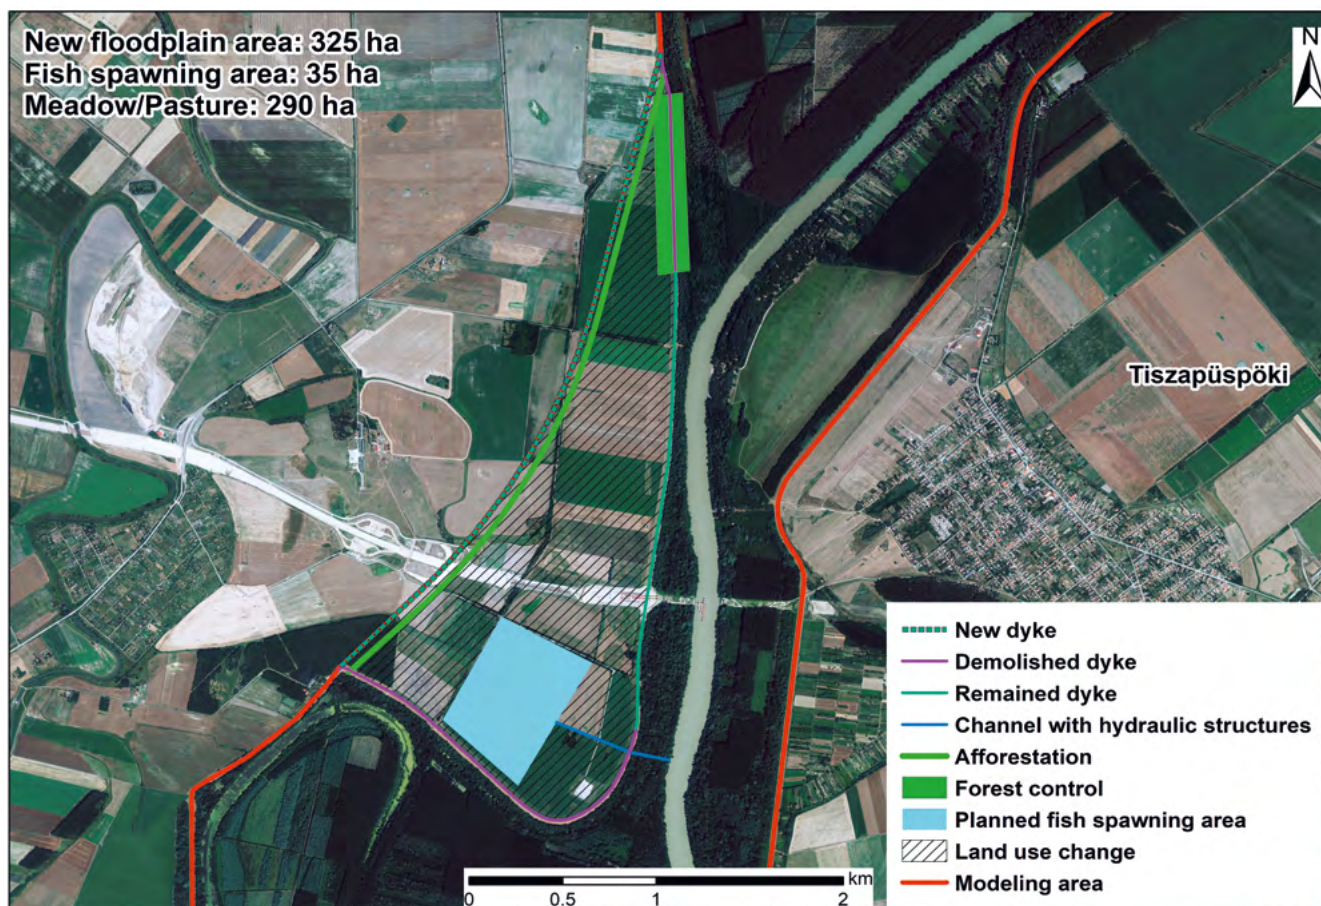 New floodplain area: 325 ha
Fish spawning area: 35 ha
Meadow/Pasture: 290 ha
N
Tiszapüspöki
New dyke
Demolished dyke
Remained dyke
Channel with hydraulic structures
Afforestation
Forest control
Planned fish spawning area
Land use change
Modeling area
km
0 0.5 1 2